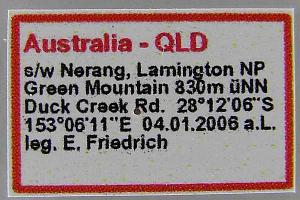 Australia - QLD
s/w Nerang, Lamington NP
Green Mountain 830m üNN
Duck Creek Rd. 28°12'06"S
153°06'11"E 04.01.2006 a.L.
leg. E. Friedrich